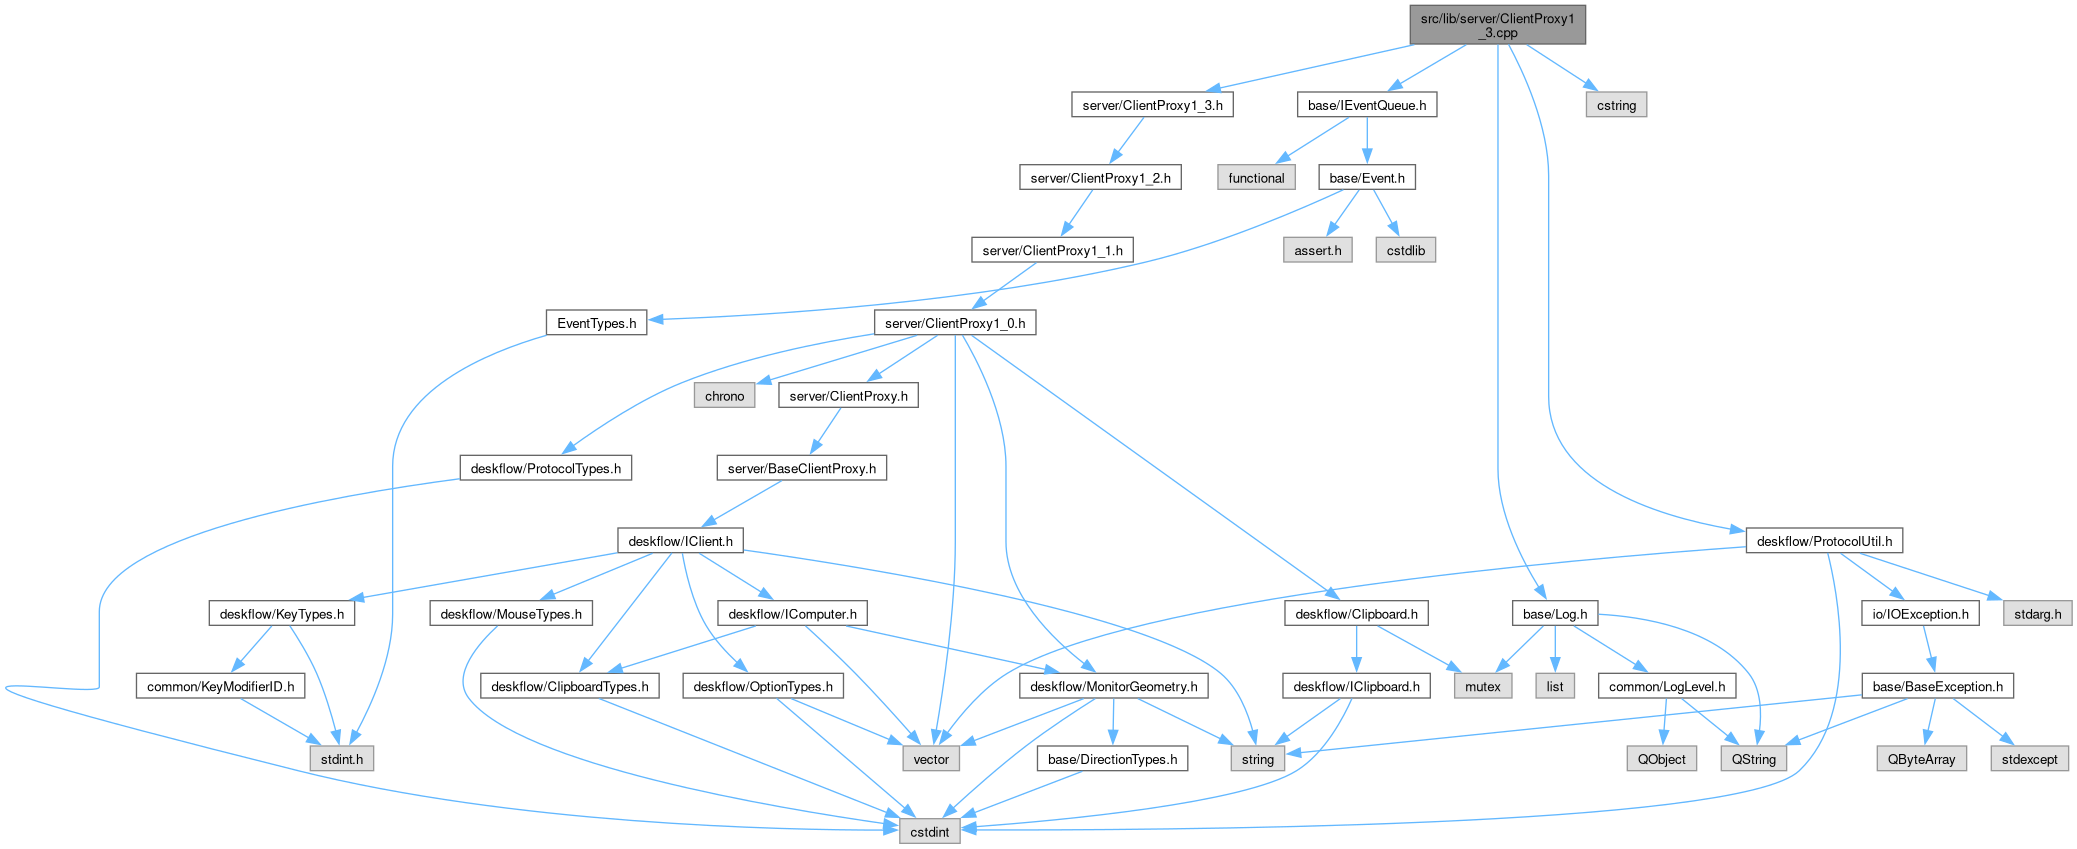 src/lib/server/ClientProxy1
_3.cpp
server/ClientProxy1_3.h
base/IEventQueue.h
cstring
server/ClientProxy1_2.h
functional
base/Event.h
server/ClientProxy1_1.h
assert.h
cstdlib
EventTypes.h
server/ClientProxy1_0.h
chrono
server/ClientProxy.h
deskflow/ProtocolTypes.h
server/BaseClientProxy.h
deskflow/IClient.h
deskflow/ProtocolUtil.h
deskflow/KeyTypes.h
deskflow/MouseTypes.h
deskflow/IComputer.h
deskflow/Clipboard.h
base/Log.h
io/IOException.h
stdarg.h
common/KeyModifierID.h
deskflow/ClipboardTypes.h
deskflow/OptionTypes.h
deskflow/MonitorGeometry.h
deskflow/IClipboard.h
mutex
list
common/LogLevel.h
base/BaseException.h
stdint.h
vector
base/DirectionTypes.h
string
QObject
QString
QByteArray
stdexcept
cstdint